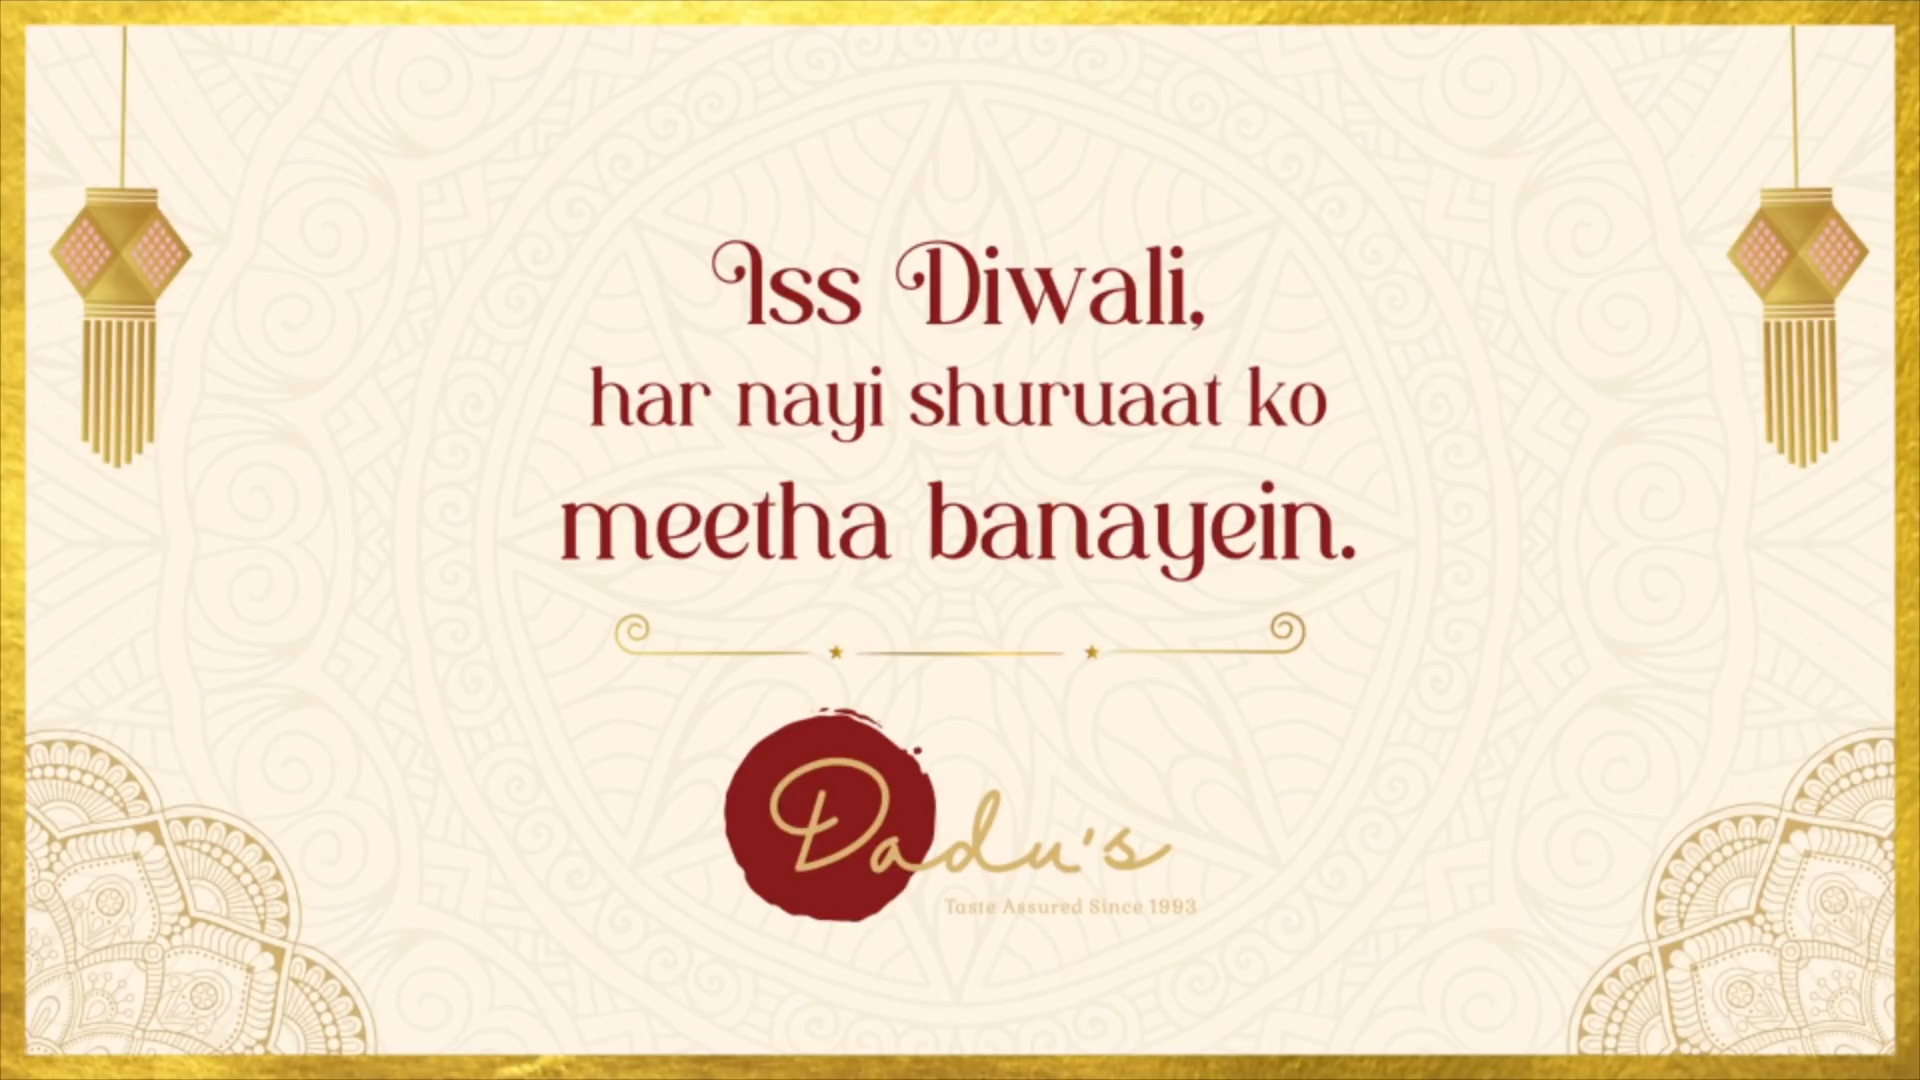 Iss Diwali,
har nayi shuruaat ko
meetha banayein.
Dadu's
Taste Assured Since 1993